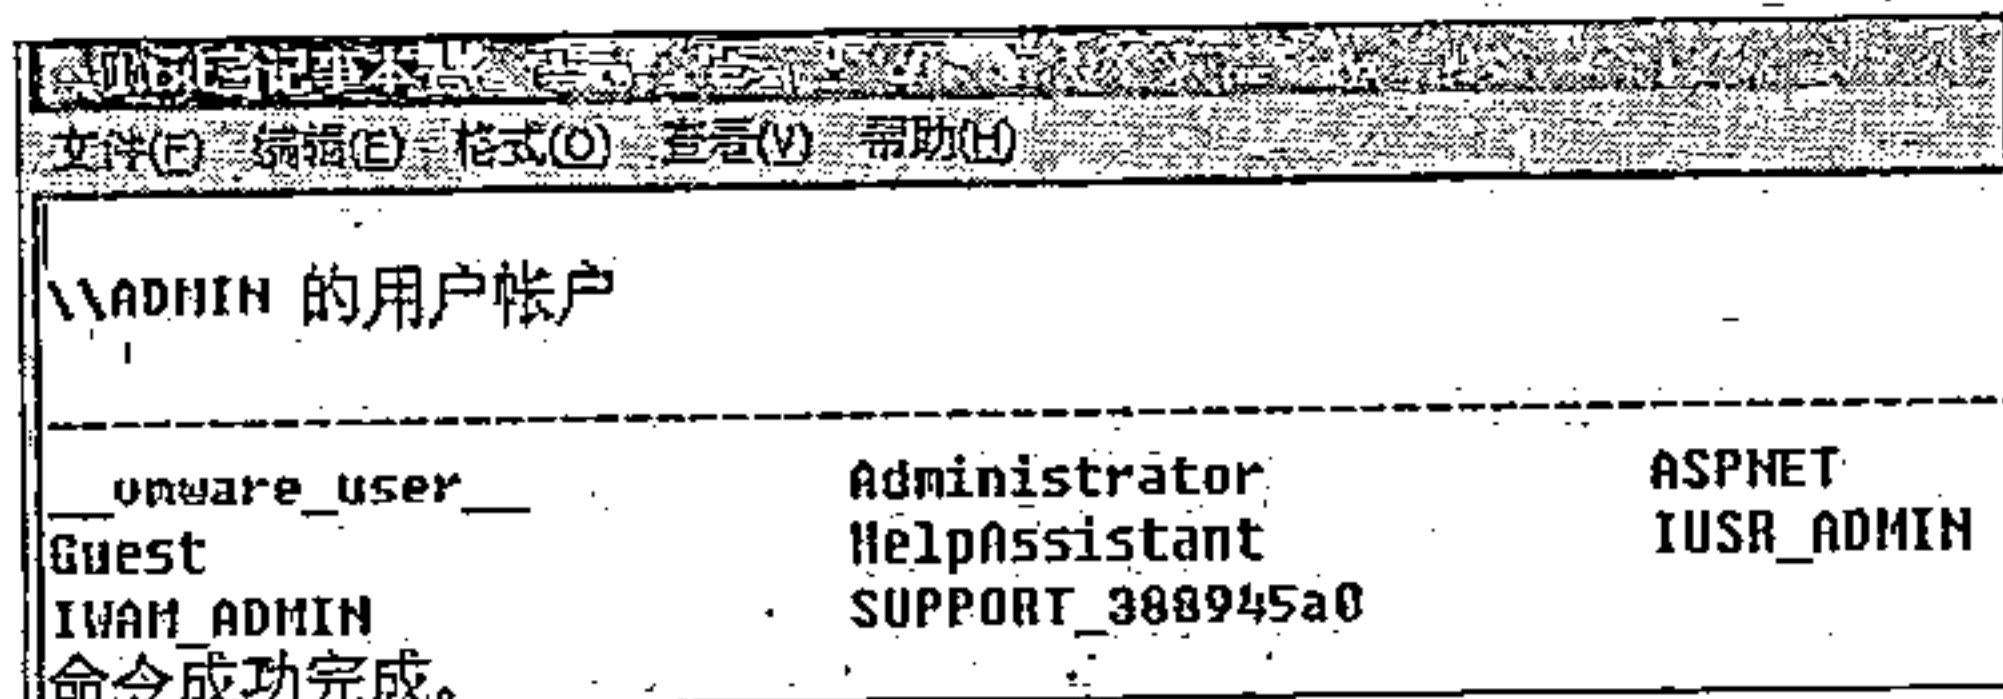 文件(F) 编辑(E) 格式(O) 查看(V) 帮助(H)
\\ADMIN 的用户帐户
-------------------------------------------------------------
__vmware_user__ Administrator ASPNET
Guest HelpAssistant IUSR_ADMIN
IWAM_ADMIN SUPPORT_388945a0
命令成功完成。